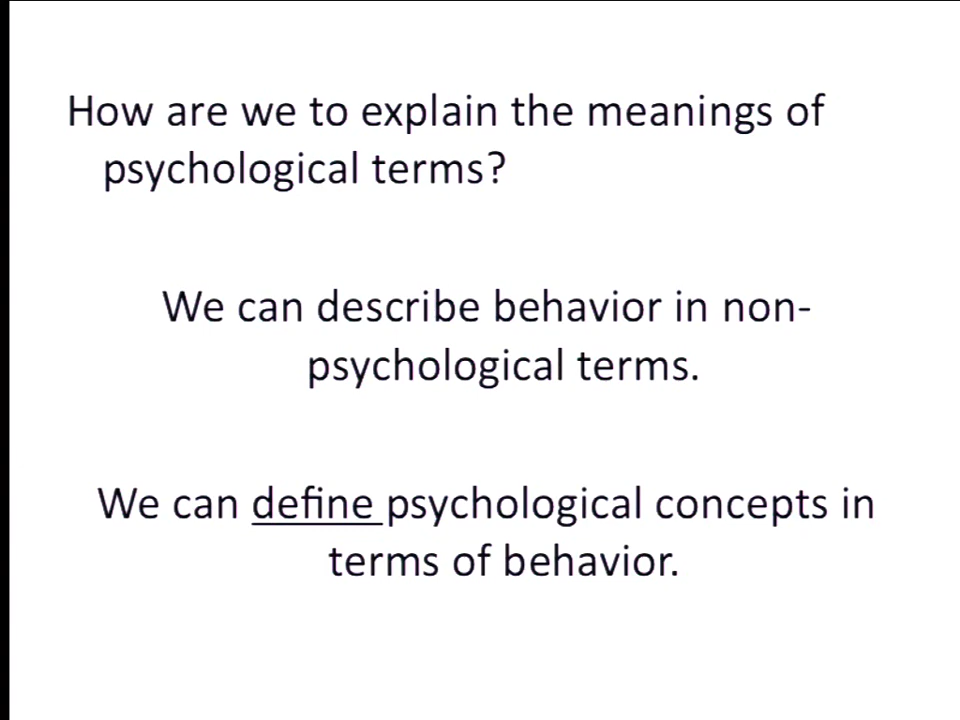 How are we to explain the meanings of
psychological terms?
We can describe behavior in non-
psychological terms.
We can define psychological concepts in
terms of behavior.